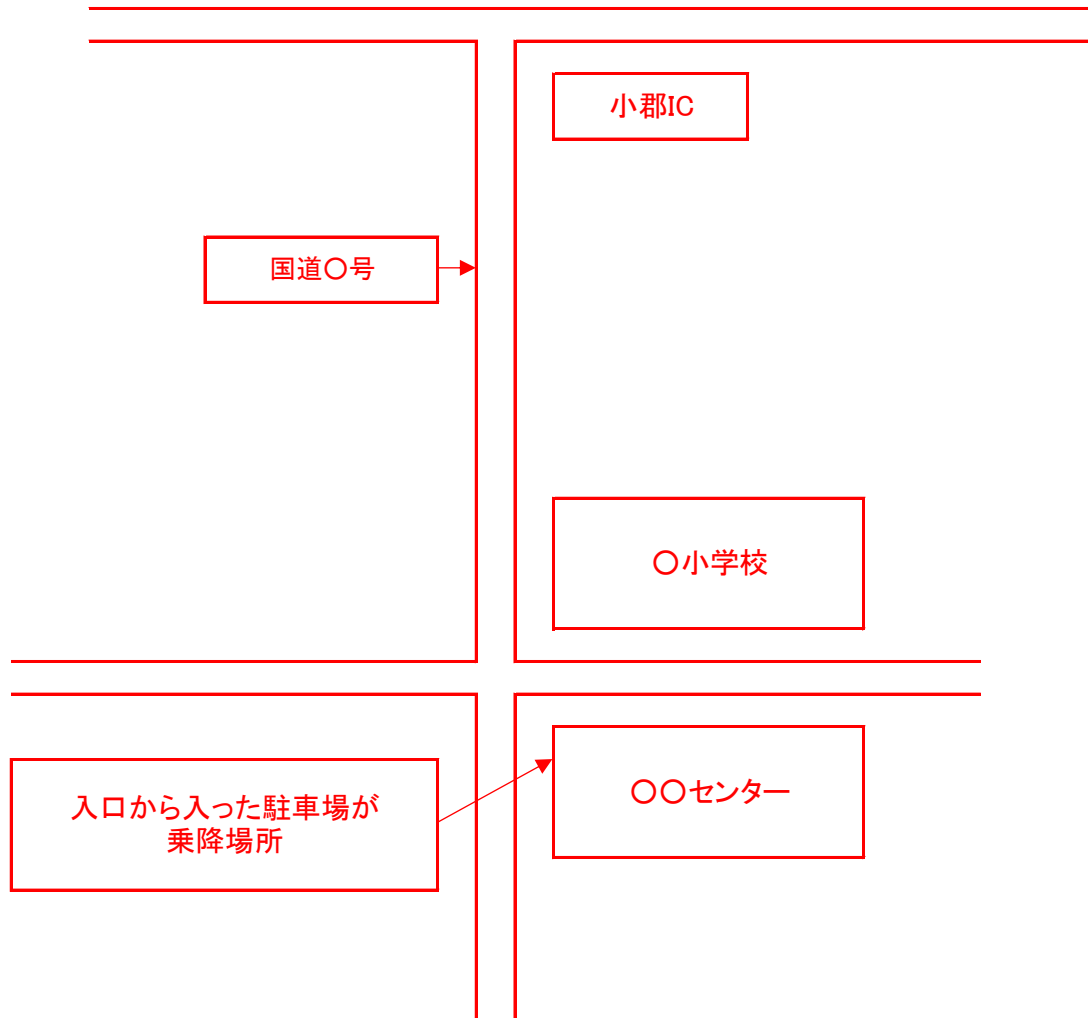 小郡IC
国道〇号
〇小学校
〇〇センター
入口から入った駐車場が
乗降場所